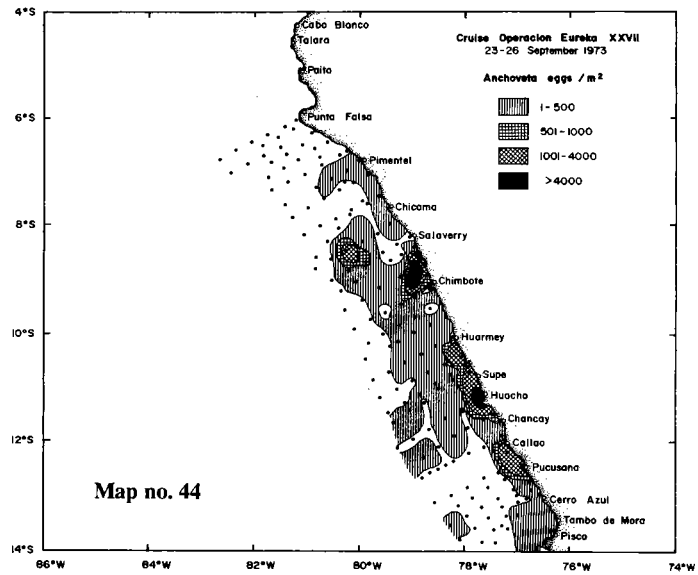 4°S
Cabo Blanco
Talara
Cruise Operacion Eureka XXVII
23-26 September 1973
Paita
Anchoveta eggs/m²
1-500
6°S
Punta Falsa
501-1000
1001-4000
Pimentel
>4000
Chicama
8°S
Salaverry
Chimbote
10°S
Huarmey
Supe
Huacho
Chancay
12°S
Callao
Pucusana
Map no. 44
Cerro Azul
Tambo de Mora
Pisco
14°S
86°W
84°W
82°W
80°W
78°W
76°W
74°W